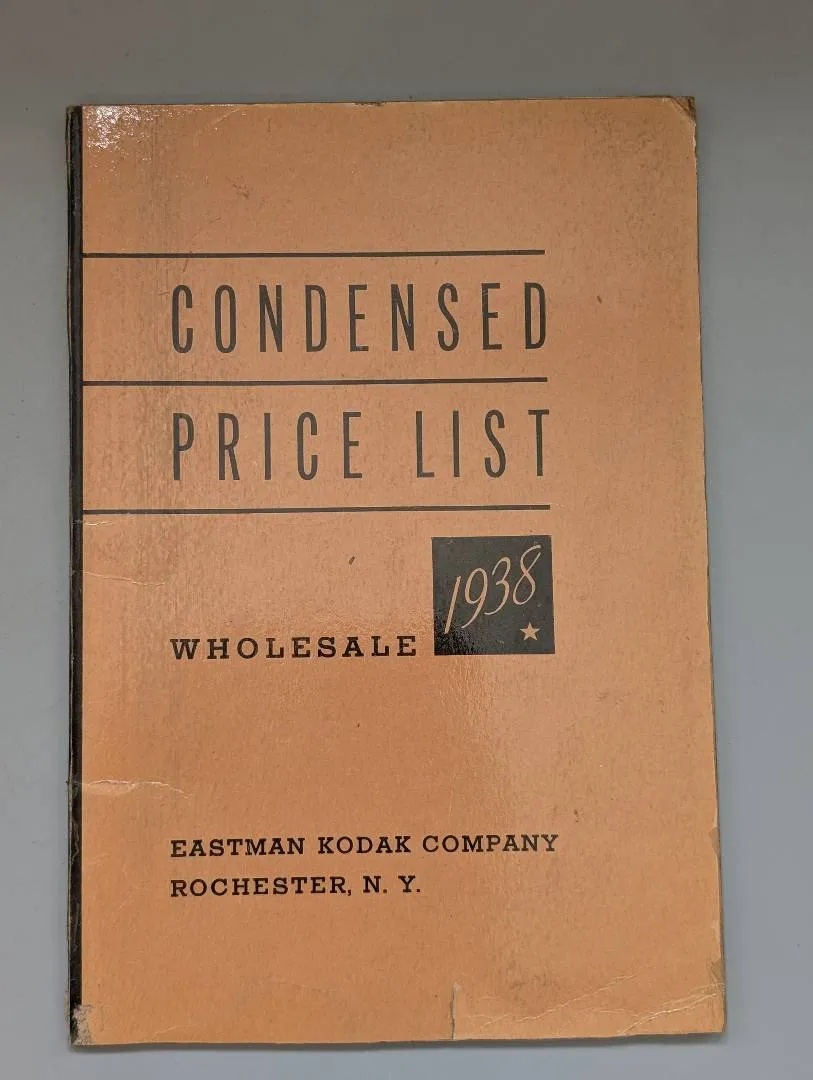 CONDENSED
PRICE LIST
1938
WHOLESALE
EASTMAN KODAK COMPANY
ROCHESTER, N. Y.